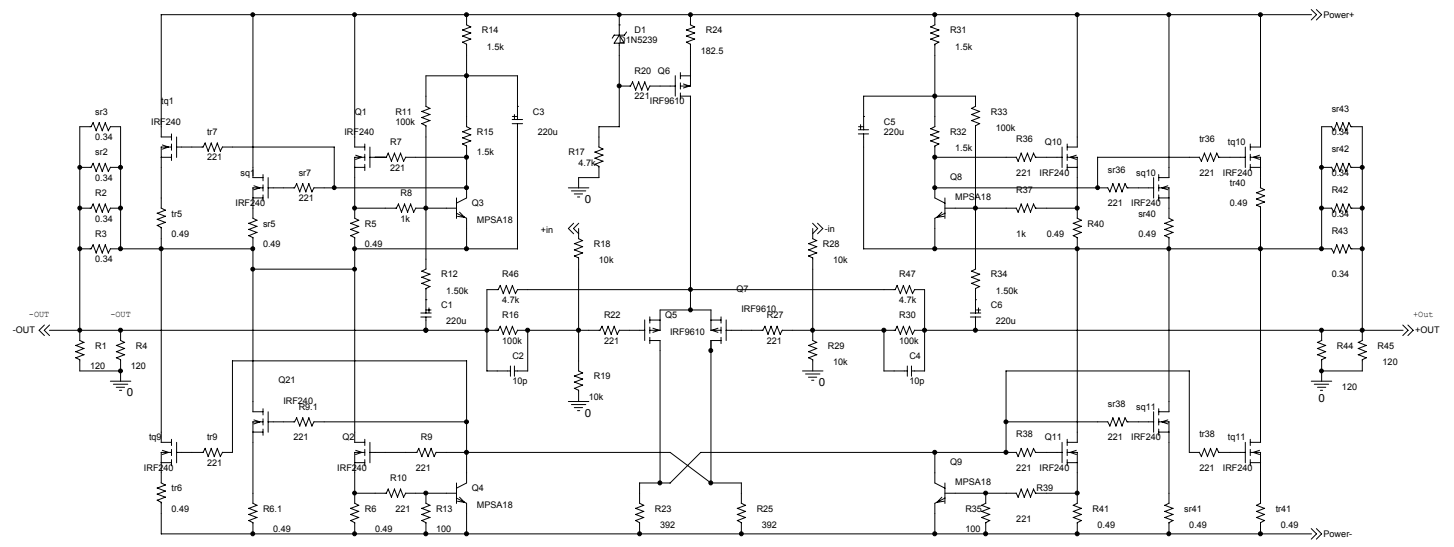 Power+
R14
1.5k
D1
D1N5239
R24
182.5
R31
1.5k
R20
221
Q6
IRF9610
tq1
IRF240
sr3
0.34
sr2
0.34
R2
0.34
R3
0.34
tr7
221
sq1
IRF240
sr7
221
Q1
IRF240
R7
221
R11
100k
R15
1.5k
C3
220u
R8
1k
Q3
MPSA18
tr5
0.49
sr5
0.49
R5
0.49
R17
4.7k
0
C5
220u
R32
1.5k
R33
100k
R36
221
Q10
IRF240
Q8
MPSA18
R37
1k
sr36
221
sq10
IRF240
tr36
221
tq10
IRF240
tr40
0.49
sr40
0.49
R40
0.49
sr43
0.34
sr42
0.34
R42
0.34
R43
0.34
+in
R18
10k
-in
R28
10k
R12
1.50k
C1
220u
R46
4.7k
R16
100k
C2
10p
R22
221
Q5
IRF9610
Q7
IRF9610
R27
221
R47
4.7k
R30
100k
C4
10p
R34
1.50k
C6
220u
-OUT
-OUT
-OUT
R1
120
R4
120
0
R19
10k
0
R29
10k
0
+Out
+OUT
R44
120
R45
120
0
Q21
IRF240
R9.1
221
tq9
IRF240
tr9
221
Q2
IRF240
R9
221
R10
221
R13
100
Q4
MPSA18
tr6
0.49
R6.1
0.49
R6
0.49
R23
392
R25
392
Q9
MPSA18
R35
100
R38
221
R39
221
Q11
IRF240
sr38
221
sq11
IRF240
tr38
221
tq11
IRF240
R41
0.49
sr41
0.49
tr41
0.49
Power-